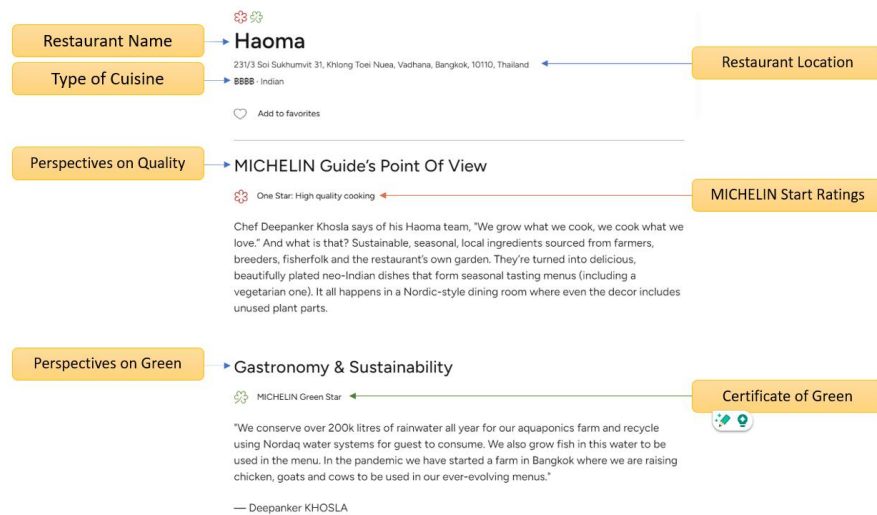 Restaurant Name
Haoma
231/3 Soi Sukhumvit 31, Khlong Toei Nuea, Vadhana, Bangkok, 10110, Thailand
Restaurant Location
Type of Cuisine
BBBB · Indian
Add to favorites
Perspectives on Quality
MICHELIN Guide's Point Of View
One Star: High quality cooking
MICHELIN Start Ratings
Chef Deepanker Khosla says of his Haoma team, "We grow what we cook, we cook what we
love." And what is that? Sustainable, seasonal, local ingredients sourced from farmers,
breeders, fisherfolk and the restaurant's own garden. They're turned into delicious,
beautifully plated neo-Indian dishes that form seasonal tasting menus (including a
vegetarian one). It all happens in a Nordic-style dining room where even the decor includes
unused plant parts.
Perspectives on Green
Gastronomy & Sustainability
MICHELIN Green Star
Certificate of Green
"We conserve over 200k litres of rainwater all year for our aquaponics farm and recycle
using Nordaq water systems for guest to consume. We also grow fish in this water to be
used in the menu. In the pandemic we have started a farm in Bangkok where we are raising
chicken, goats and cows to be used in our ever-evolving menus."
— Deepanker KHOSLA